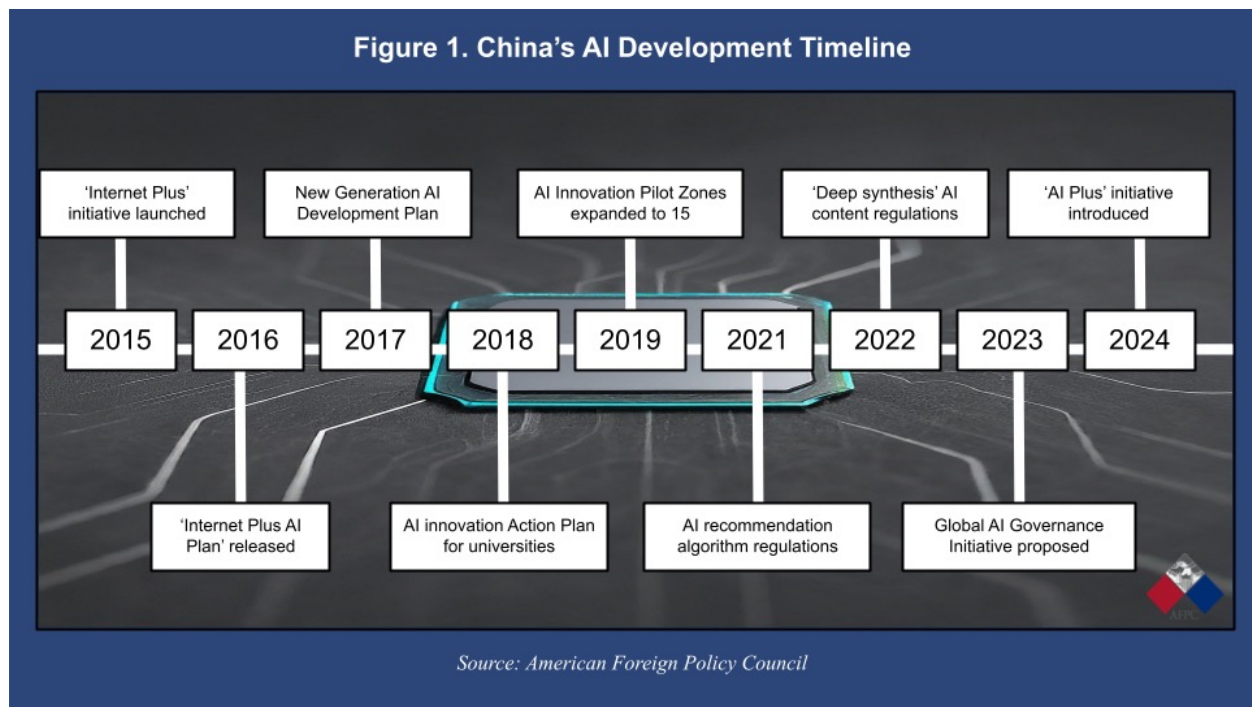 Figure 1. China's AI Development Timeline
'Internet Plus'
initiative launched
New Generation AI
Development Plan
AI Innovation Pilot Zones
expanded to 15
'Deep synthesis' AI
content regulations
'AI Plus' initiative
introduced
2015
2016
2017
2018
2019
2021
2022
2023
2024
'Internet Plus AI
Plan' released
AI innovation Action Plan
for universities
AI recommendation
algorithm regulations
Global AI Governance
Initiative proposed
AFPC
Source: American Foreign Policy Council